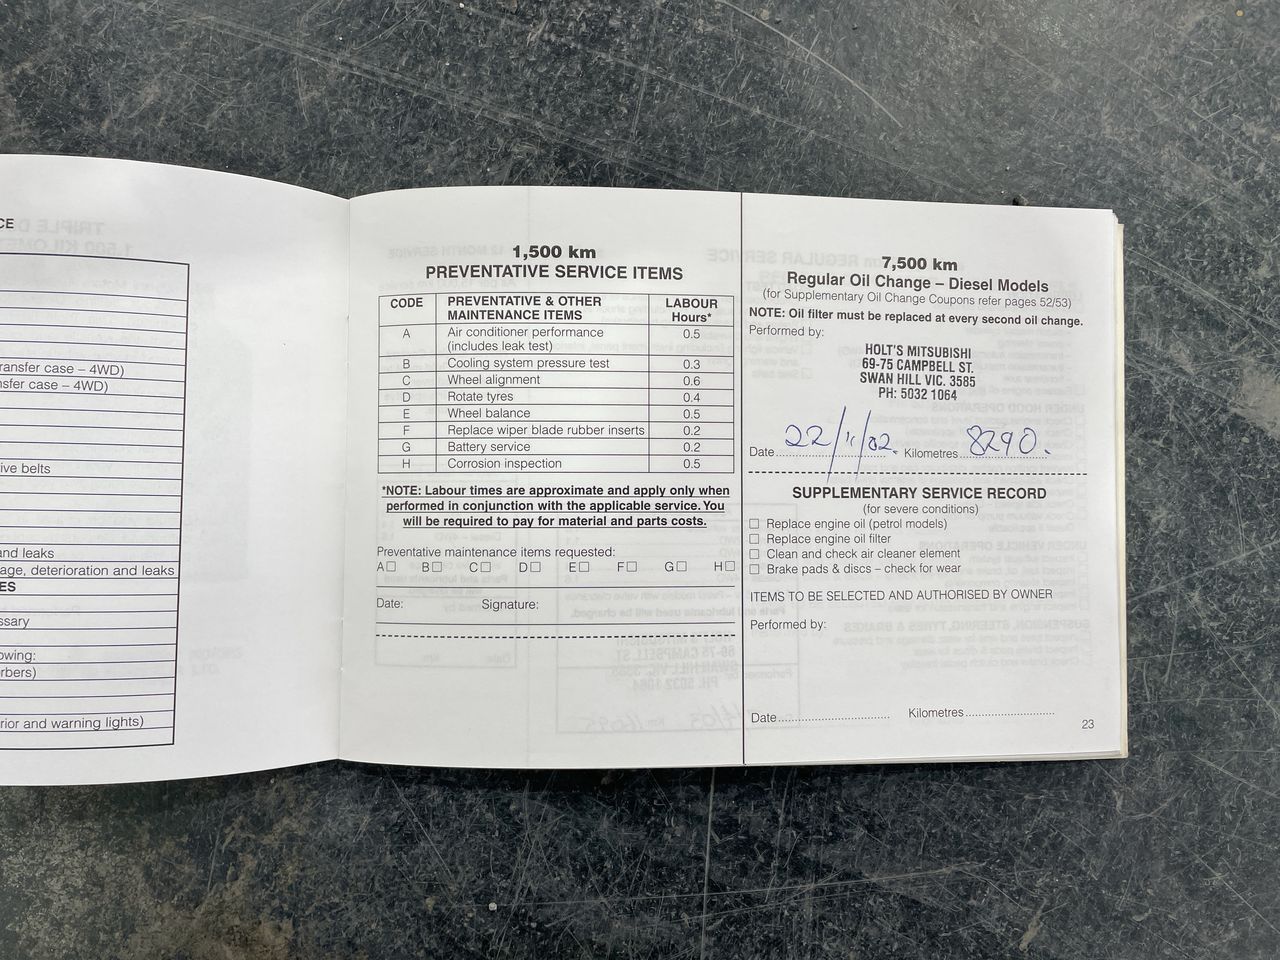 CE
ransfer case – 4WD)
nsfer case – 4WD)
ive belts
and leaks
age, deterioration and leaks
ES
ssary
owing:
rbers)
rior and warning lights)
1,500 km
PREVENTATIVE SERVICE ITEMS
CODE PREVENTATIVE & OTHER MAINTENANCE ITEMS LABOUR Hours*
A Air conditioner performance (includes leak test) 0.5
B Cooling system pressure test 0.3
C Wheel alignment 0.6
D Rotate tyres 0.4
E Wheel balance 0.5
F Replace wiper blade rubber inserts 0.2
G Battery service 0.2
H Corrosion inspection 0.5
*NOTE: Labour times are approximate and apply only when
performed in conjunction with the applicable service. You
will be required to pay for material and parts costs.
Preventative maintenance items requested:
A☐ B☐ C☐ D☐ E☐ F☐ G☐ H☐
Date: Signature:
7,500 km
Regular Oil Change – Diesel Models
(for Supplementary Oil Change Coupons refer pages 52/53)
NOTE: Oil filter must be replaced at every second oil change.
Performed by:
HOLT'S MITSUBISHI
69-75 CAMPBELL ST.
SWAN HILL VIC. 3585
PH: 5032 1064
Date 22/11/02. Kilometres 8290.
SUPPLEMENTARY SERVICE RECORD
(for severe conditions)
☐ Replace engine oil (petrol models)
☐ Replace engine oil filter
☐ Clean and check air cleaner element
☐ Brake pads & discs – check for wear
ITEMS TO BE SELECTED AND AUTHORISED BY OWNER
Performed by:
Date Kilometres
23